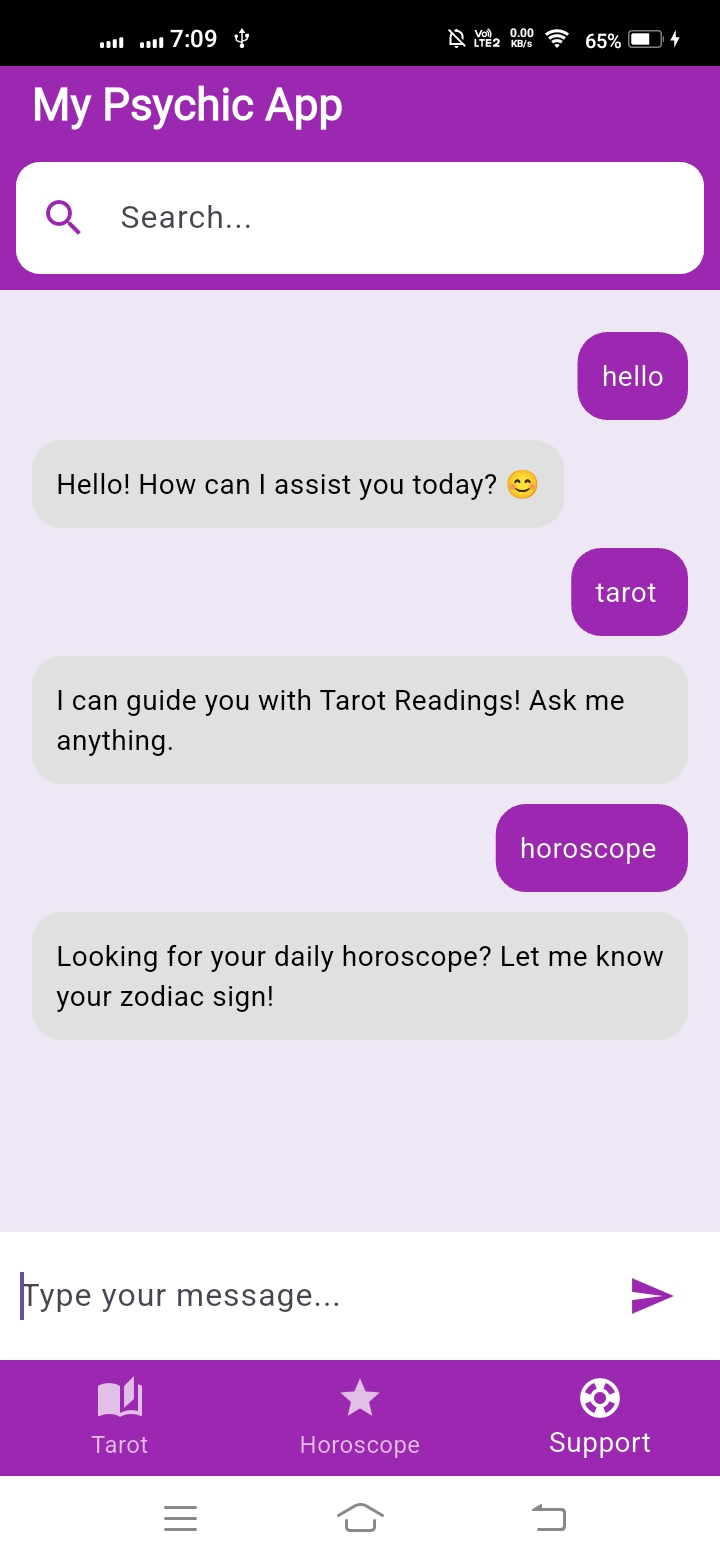 7:09 VoD LTE2 0.00 KB/s 65%
My Psychic App
Search...
hello
Hello! How can I assist you today? 😊
tarot
I can guide you with Tarot Readings! Ask me
anything.
horoscope
Looking for your daily horoscope? Let me know
your zodiac sign!
Type your message...
Tarot Horoscope Support